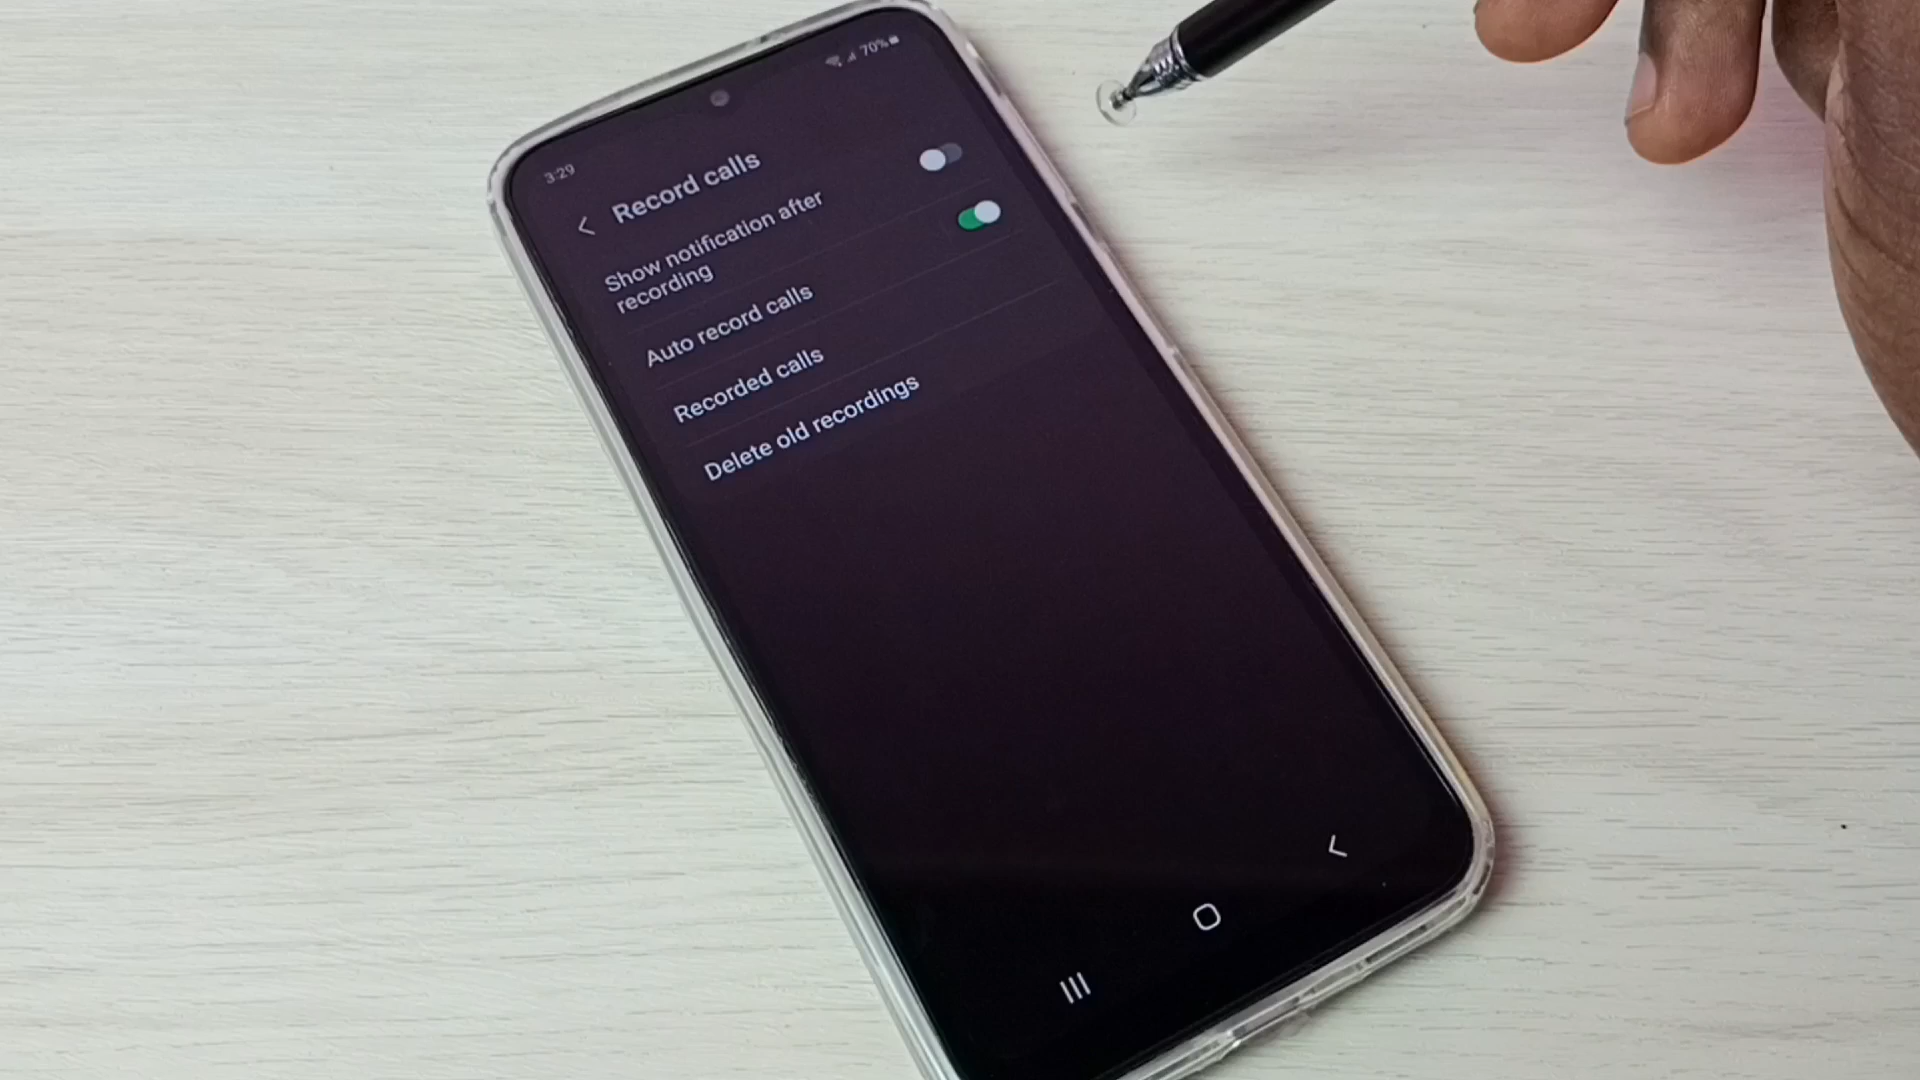 3:29
70%
Record calls
Show notification after
recording
Auto record calls
Recorded calls
Delete old recordings